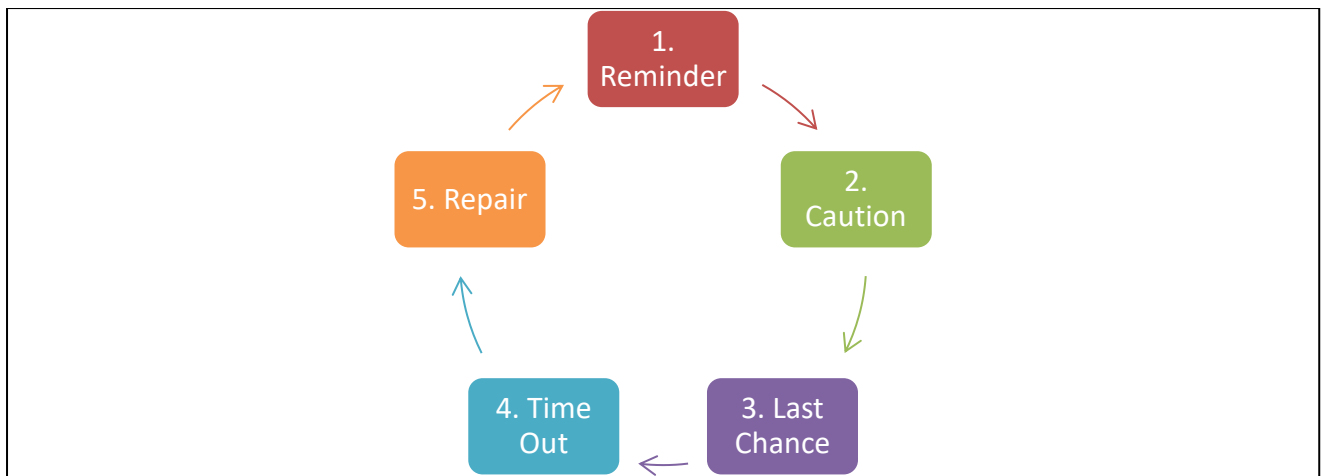 1.
Reminder
2.
Caution
3. Last
Chance
4. Time
Out
5. Repair